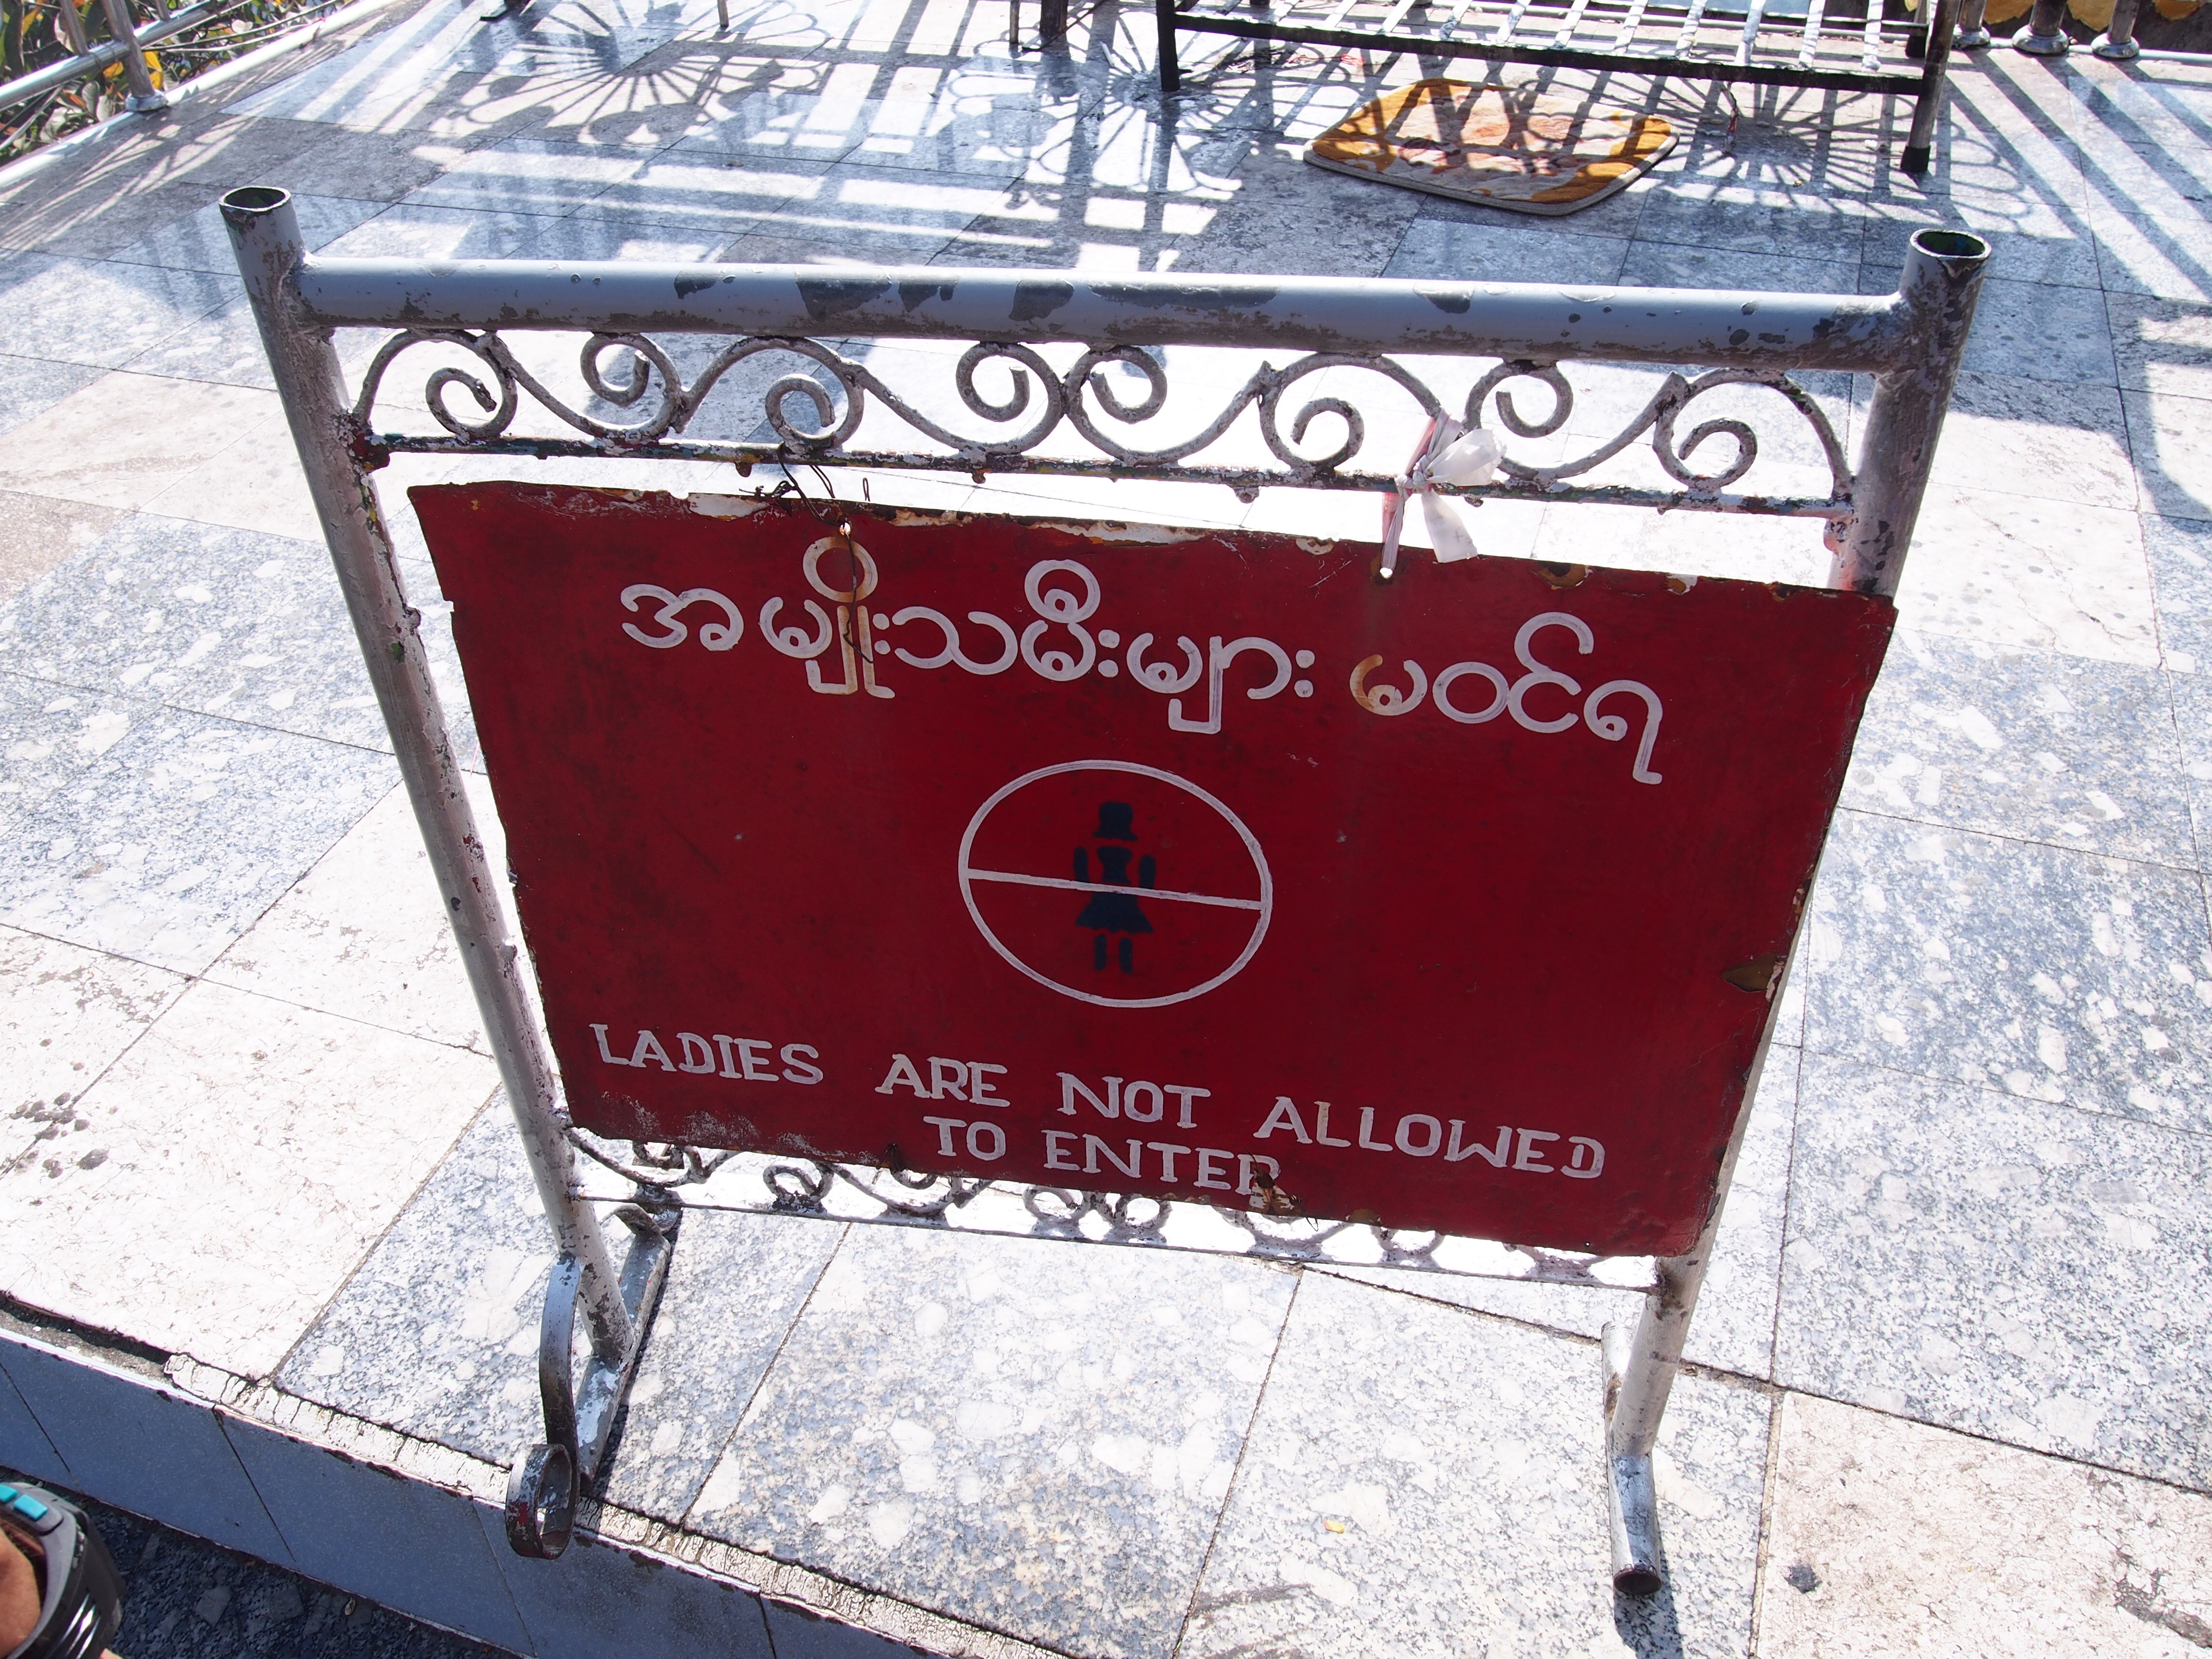 အမျိုးသမီးများ မဝင်ရ
LADIES ARE NOT ALLOWED
TO ENTER